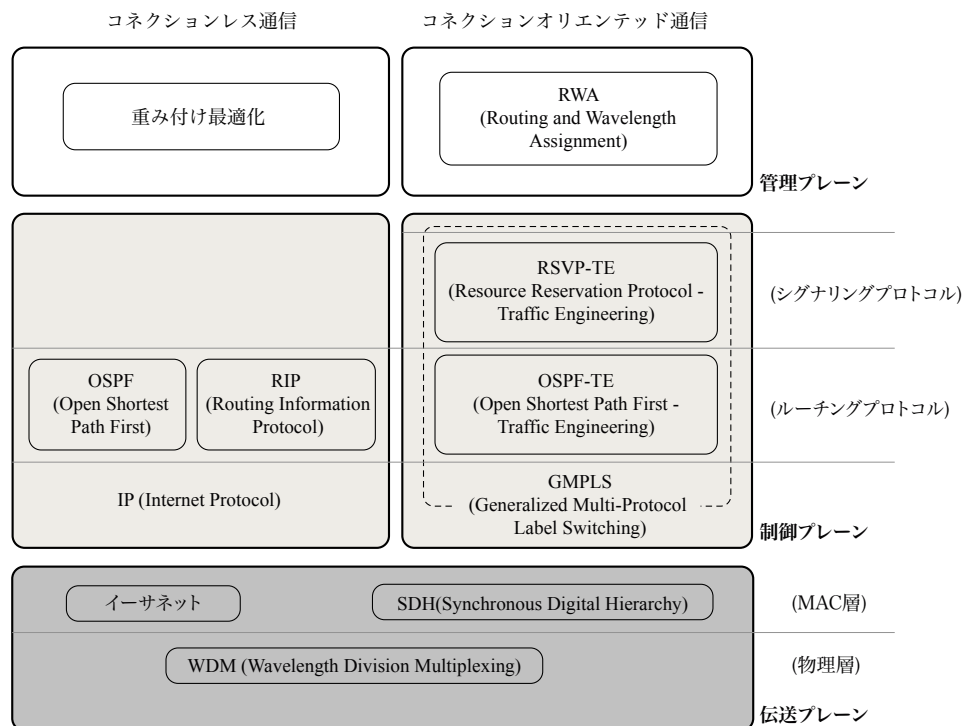 コネクションレス通信
コネクションオリエンテッド通信
重み付け最適化
RWA
(Routing and Wavelength
Assignment)
管理プレーン
RSVP-TE
(Resource Reservation Protocol -
Traffic Engineering)
(シグナリングプロトコル)
OSPF
(Open Shortest
Path First)
RIP
(Routing Information
Protocol)
OSPF-TE
(Open Shortest Path First -
Traffic Engineering)
(ルーチングプロトコル)
IP (Internet Protocol)
GMPLS
(Generalized Multi-Protocol
Label Switching)
制御プレーン
イーサネット
SDH(Synchronous Digital Hierarchy)
(MAC層)
WDM (Wavelength Division Multiplexing)
(物理層)
伝送プレーン